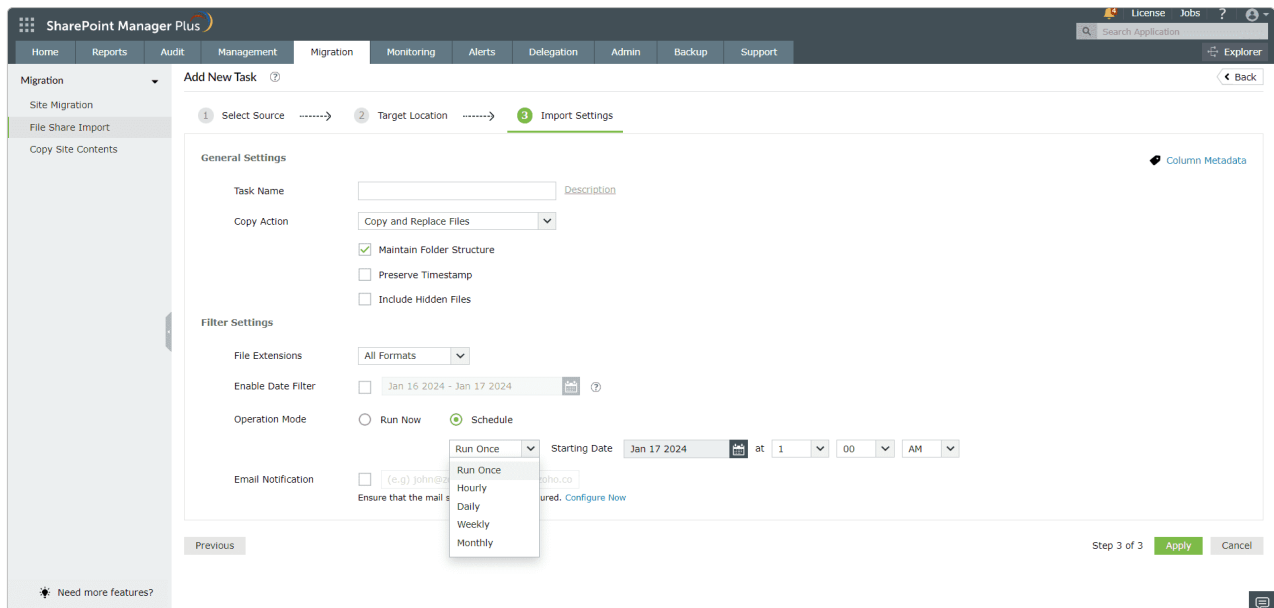 License Jobs ?
SharePoint Manager Plus
Search Application
Home Reports Audit Management Migration Monitoring Alerts Delegation Admin Backup Support Explorer
Migration
Site Migration
File Share Import
Copy Site Contents
Add New Task ?
Back
1 Select Source 2 Target Location 3 Import Settings
General Settings
Column Metadata
Task Name Description
Copy Action Copy and Replace Files
Maintain Folder Structure
Preserve Timestamp
Include Hidden Files
Filter Settings
File Extensions All Formats
Enable Date Filter Jan 16 2024 - Jan 17 2024 ?
Operation Mode Run Now Schedule
Run Once Starting Date Jan 17 2024 at 1 00 AM
Run Once
Hourly
Daily
Weekly
Monthly
Email Notification (e.g) john@z zoho.co
Ensure that the mail s ured. Configure Now
Previous Step 3 of 3 Apply Cancel
Need more features?